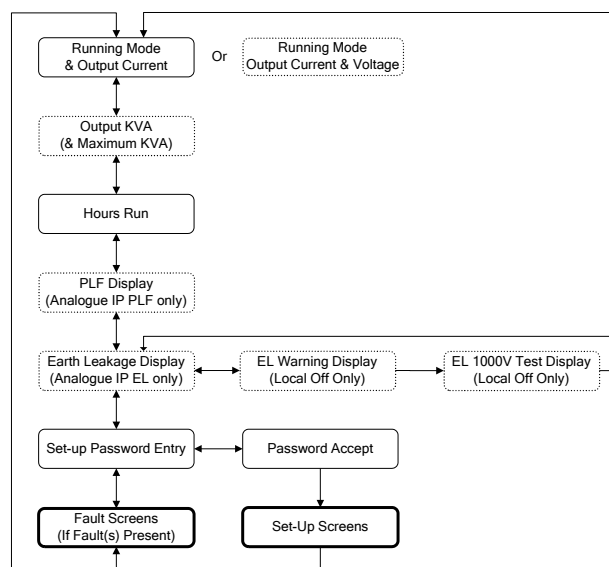 Running Mode
& Output Current
Or
Running Mode
Output Current & Voltage
Output KVA
(& Maximum KVA)
Hours Run
PLF Display
(Analogue IP PLF only)
Earth Leakage Display
(Analogue IP EL only)
EL Warning Display
(Local Off Only)
EL 1000V Test Display
(Local Off Only)
Set-up Password Entry
Password Accept
Fault Screens
(If Fault(s) Present)
Set-Up Screens